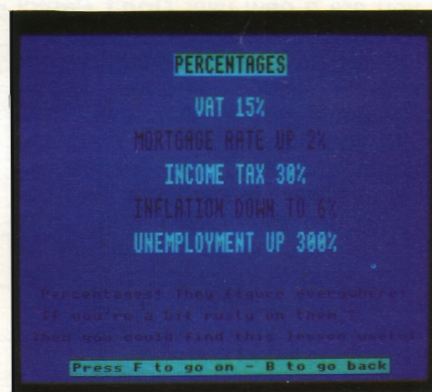 PERCENTAGES
VAT 15%
MORTGAGE RATE UP 2%
INCOME TAX 30%
INFLATION DOWN TO 6%
UNEMPLOYMENT UP 300%
Percentages! They figure everywhere!
If you're a bit rusty on them
Then you could find this lesson useful
Press F to go on - B to go back